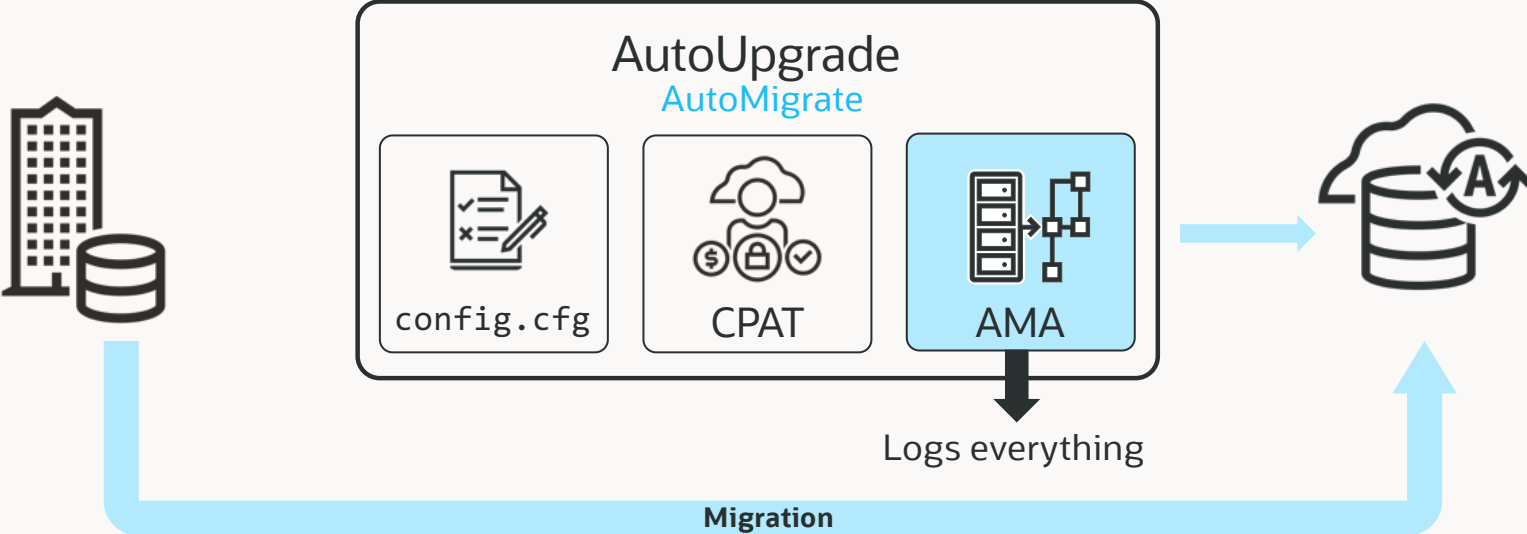 AutoUpgrade
AutoMigrate
config.cfg
CPAT
$
AMA
A
Logs everything
Migration